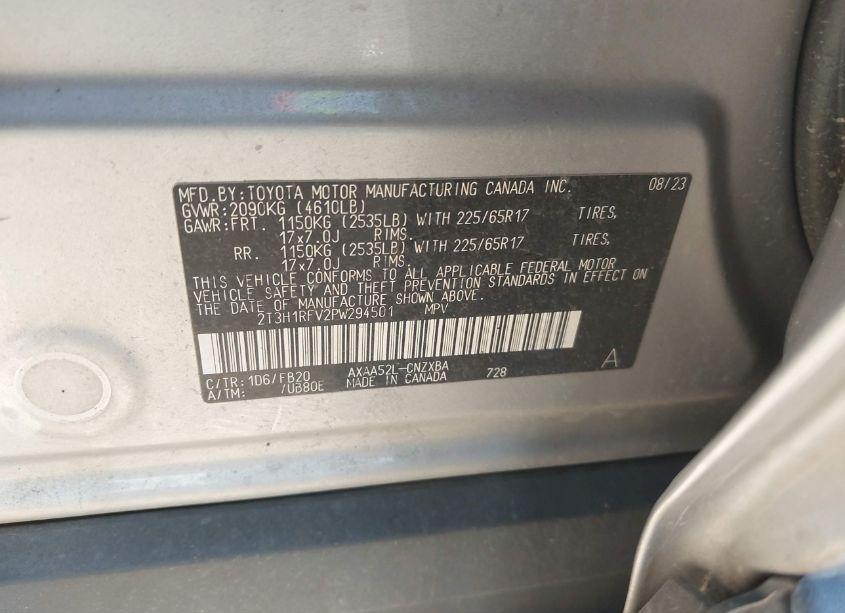 MFD. BY: TOYOTA MOTOR MANUFACTURING CANADA INC. 08/23
GVWR: 2090KG (4610LB)
GAWR: FRT. 1150KG (2535LB) WITH 225/65R17 TIRES,
17x7.0J RIMS.
RR. 1150KG (2535LB) WITH 225/65R17 TIRES,
17x7.0J RIMS.
THIS VEHICLE CONFORMS TO ALL APPLICABLE FEDERAL MOTOR
VEHICLE SAFETY AND THEFT PREVENTION STANDARDS IN EFFECT ON
THE DATE OF MANUFACTURE SHOWN ABOVE.
2T3H1RFV2PW294501 MPV
A
C/TR: 1D6/FB20 AXAA52L-CNZXBA 728
A/TM: /UB80E MADE IN CANADA